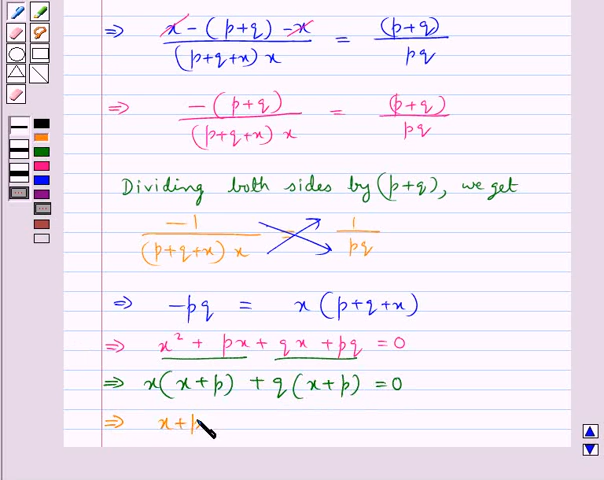 ⇒ (x - (p+q) - x) / ((p+q+x) x) = (p+q) / pq
⇒ -(p+q) / ((p+q+x) x) = (p+q) / pq
Dividing both sides by (p+q), we get
-1 / ((p+q+x) x) = 1 / pq
⇒ -pq = x (p+q+x)
⇒ x² + px + qx + pq = 0
⇒ x(x+p) + q(x+p) = 0
⇒ x+p